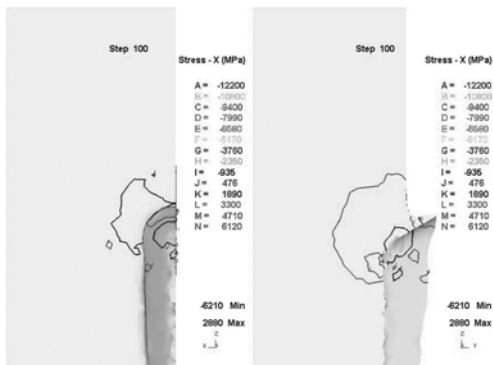 Step 100
Stress - X (MPa)
A = -12200
B = -10800
C = -9400
D = -7990
E = -6580
F = -5170
G = -3760
H = -2350
I = -935
J = 476
K = 1890
L = 3300
M = 4710
N = 6120
-6210 Min
2880 Max
Step 100
Stress - X (MPa)
A = -12200
B = -10800
C = -9400
D = -7990
E = -6580
F = -5170
G = -3760
H = -2350
I = -935
J = 476
K = 1890
L = 3300
M = 4710
N = 6120
-6210 Min
2880 Max